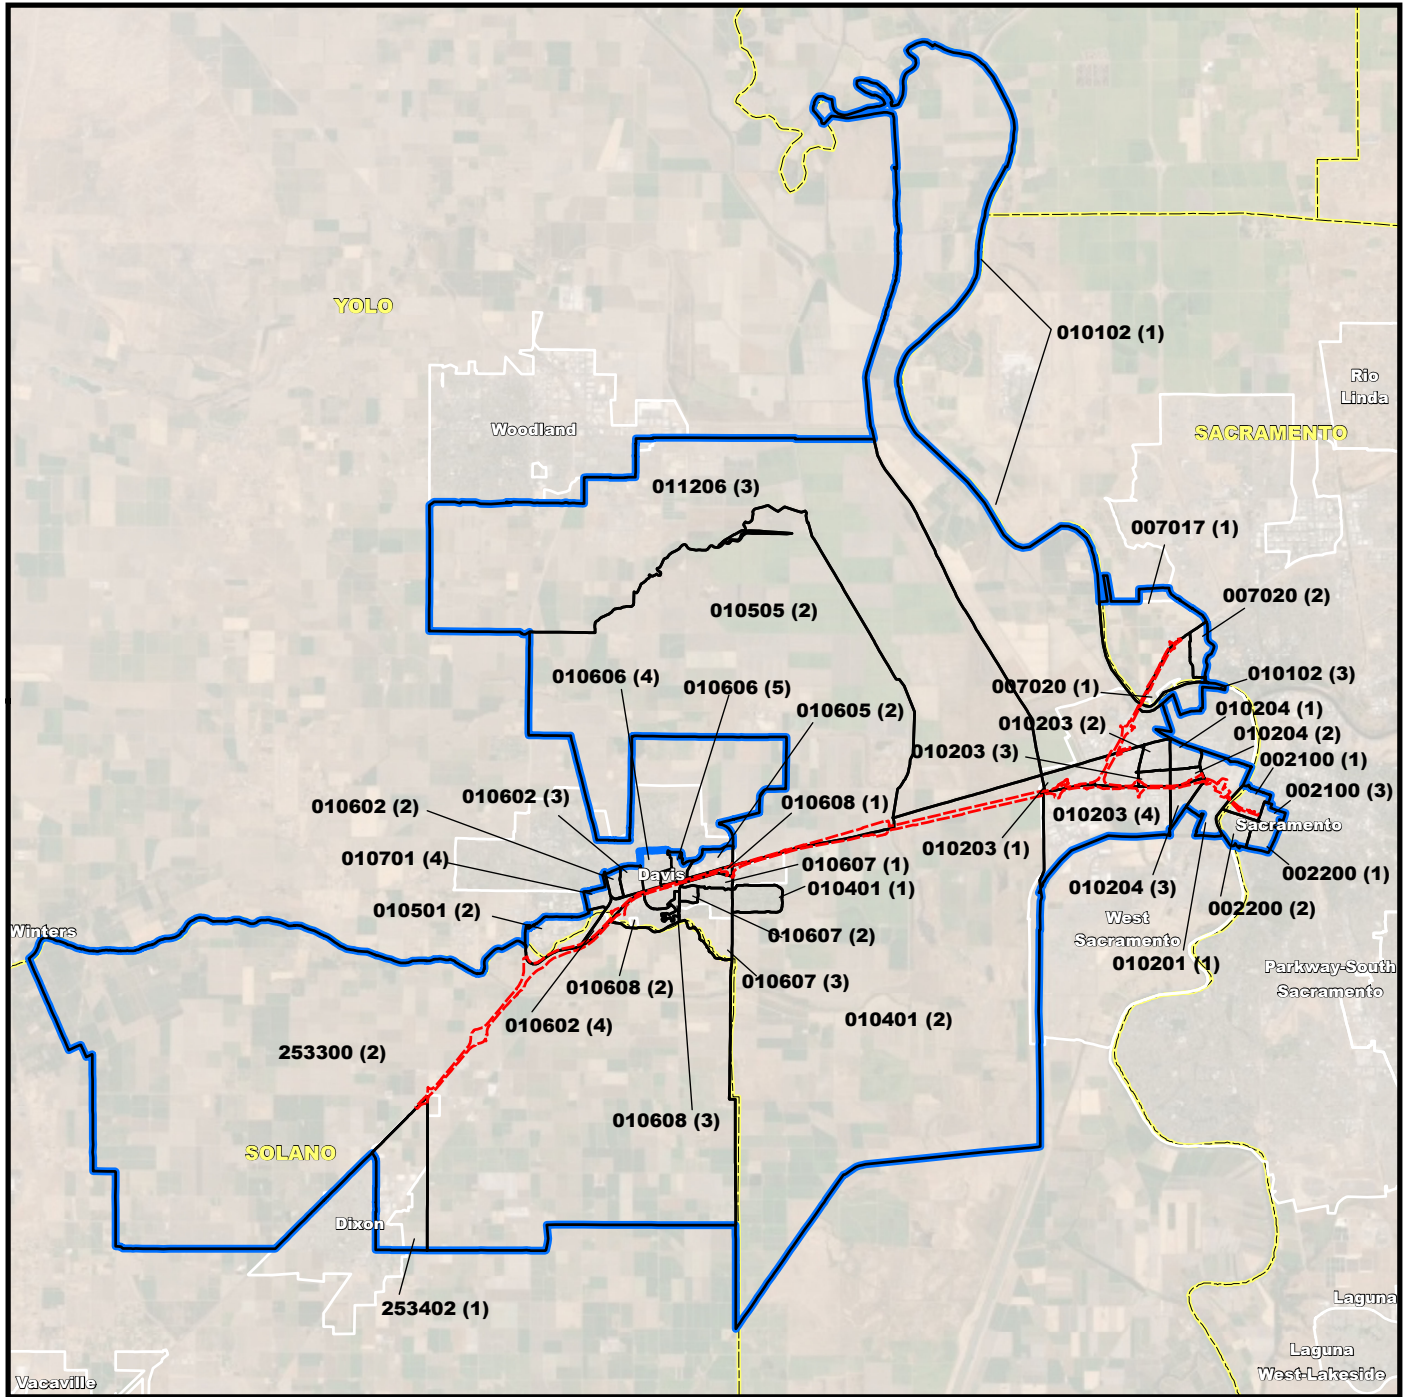 YOLO
010102 (1)
Rio
Linda
Woodland
SACRAMENTO
011206 (3)
007017 (1)
007020 (2)
010505 (2)
010606 (4)
010606 (5)
007020 (1)
010102 (3)
010605 (2)
010203 (2)
010204 (1)
010203 (3)
010204 (2)
002100 (1)
010602 (2)
010602 (3)
010608 (1)
002100 (3)
010203 (4)
Sacramento
010701 (4)
010203 (1)
010607 (1)
Davis
002200 (1)
010401 (1)
010204 (3)
010501 (2)
002200 (2)
West
Sacramento
Winters
010607 (2)
010201 (1)
Parkway-South
Sacramento
010607 (3)
010608 (2)
010401 (2)
010602 (4)
253300 (2)
010608 (3)
SOLANO
Dixon
253402 (1)
Laguna
Laguna
West-Lakeside
Vacaville